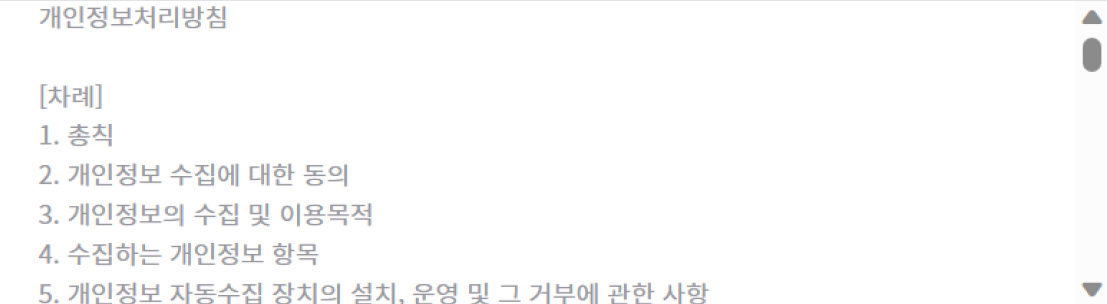 개인정보처리방침
[차례]
1. 총칙
2. 개인정보 수집에 대한 동의
3. 개인정보의 수집 및 이용목적
4. 수집하는 개인정보 항목
5. 개인정보 자동수집 장치의 설치, 운영 및 그 거부에 관한 사항